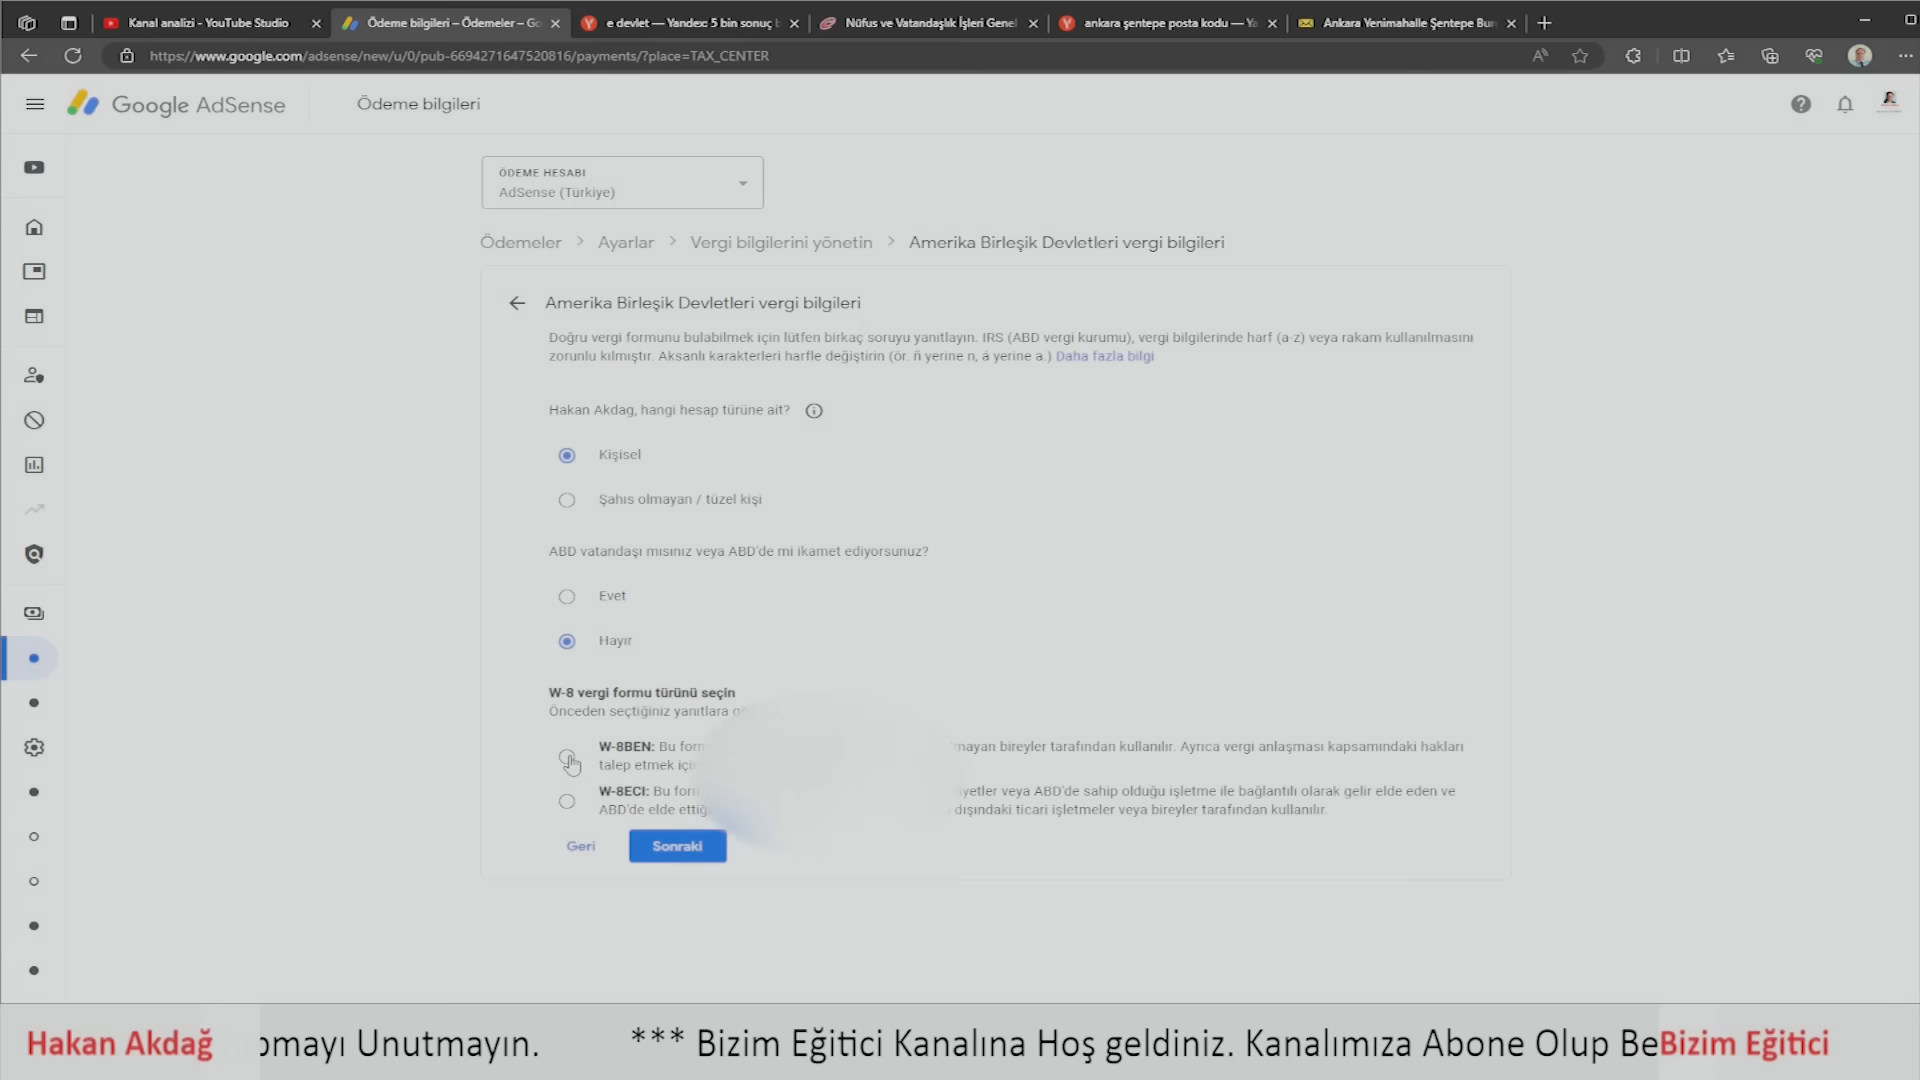 Kanal analizi - YouTube Studio
Ödeme bilgileri – Ödemeler – Go
e devlet — Yandex: 5 bin sonuç b
Nüfus ve Vatandaşlık İşleri Genel
ankara şentepe posta kodu — Ya
Ankara Yenimahalle Şentepe Bur
https://www.google.com/adsense/new/u/0/pub-6694271647520816/payments/?place=TAX_CENTER
Google AdSense
Ödeme bilgileri
ÖDEME HESABI
AdSense (Türkiye)
Ödemeler > Ayarlar > Vergi bilgilerini yönetin > Amerika Birleşik Devletleri vergi bilgileri
Amerika Birleşik Devletleri vergi bilgileri
Doğru vergi formunu bulabilmek için lütfen birkaç soruyu yanıtlayın. IRS (ABD vergi kurumu), vergi bilgilerinde harf (a-z) veya rakam kullanılmasını
zorunlu kılmıştır. Aksanlı karakterleri harfle değiştirin (ör. ñ yerine n, á yerine a.) Daha fazla bilgi
Hakan Akdag, hangi hesap türüne ait?
Kişisel
Şahıs olmayan / tüzel kişi
ABD vatandaşı mısınız veya ABD'de mi ikamet ediyorsunuz?
Evet
Hayır
W-8 vergi formu türünü seçin
Önceden seçtiğiniz yanıtlara
W-8BEN: Bu form mayan bireyler tarafından kullanılır. Ayrıca vergi anlaşması kapsamındaki hakları
talep etmek için
W-8ECI: Bu form iyetler veya ABD'de sahip olduğu işletme ile bağlantılı olarak gelir elde eden ve
ABD'de elde ettiğ dışındaki ticari işletmeler veya bireyler tarafından kullanılır.
Geri
Sonraki
Hakan Akdağ pmayı Unutmayın. *** Bizim Eğitici Kanalına Hoş geldiniz. Kanalımıza Abone Olup Be Bizim Eğitici